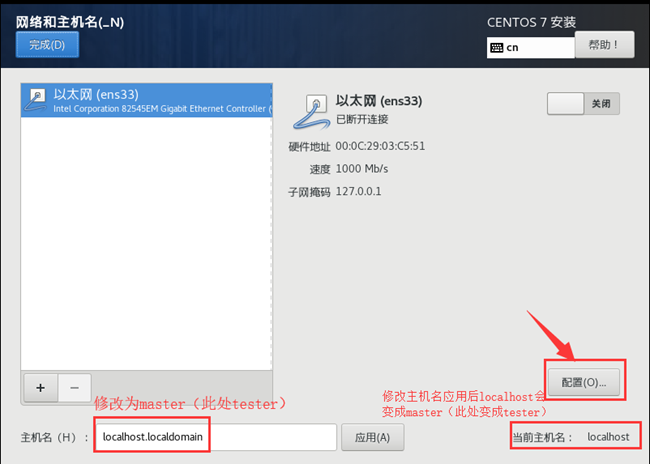 网络和主机名(_N)
CENTOS 7 安装
完成(D)
cn
帮助！
以太网 (ens33)
Intel Corporation 82545EM Gigabit Ethernet Controller (
以太网 (ens33)
已断开连接
关闭
硬件地址 00:0C:29:03:C5:51
速度 1000 Mb/s
子网掩码 127.0.0.1
配置(O)...
+ −
修改为master（此处tester）
修改主机名应用后localhost会
变成master（此处变成tester）
主机名（H）： localhost.localdomain
应用(A)
当前主机名： localhost